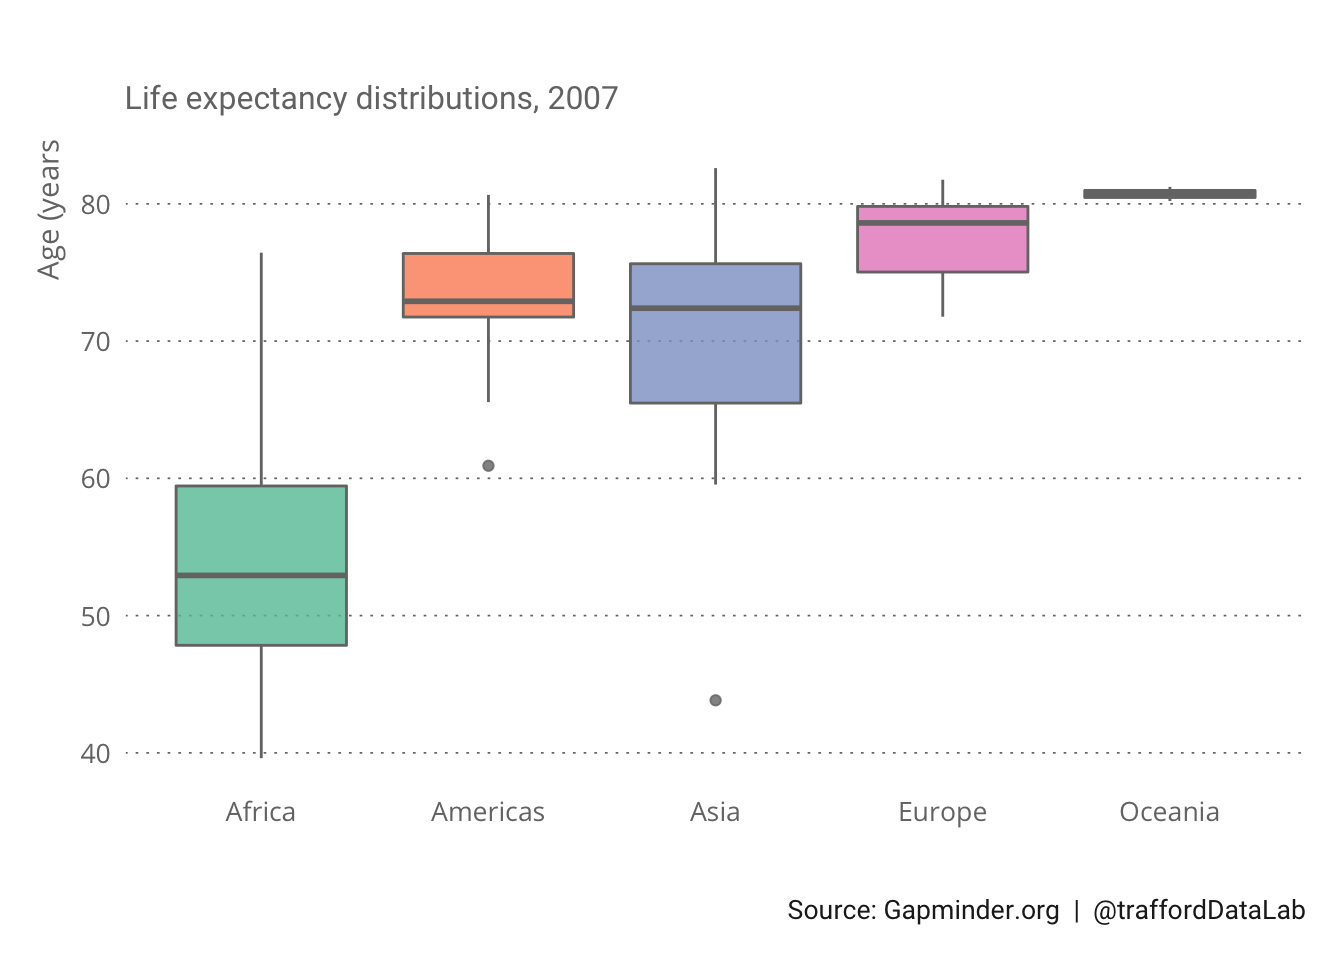 Life expectancy distributions, 2007
Age (years
80
70
60
50
40
Africa Americas Asia Europe Oceania
Source: Gapminder.org | @traffordDataLab